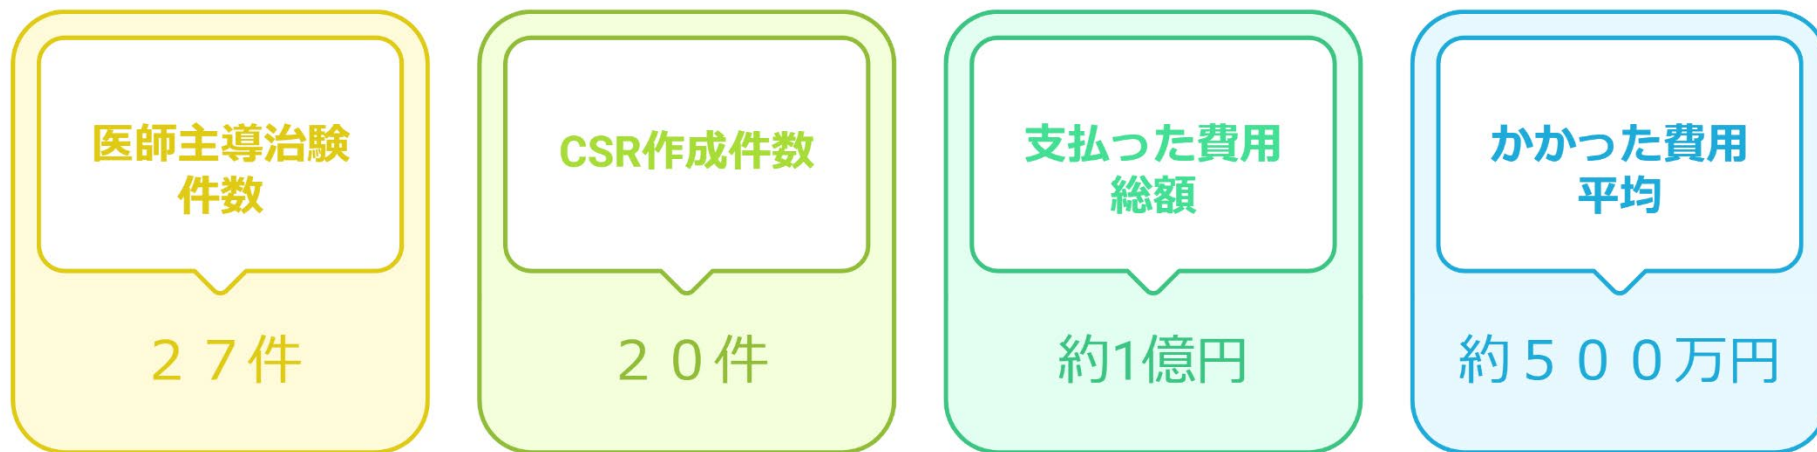 医師主導治験
件数
２７件
CSR作成件数
２０件
支払った費用
総額
約1億円
かかった費用
平均
約５００万円